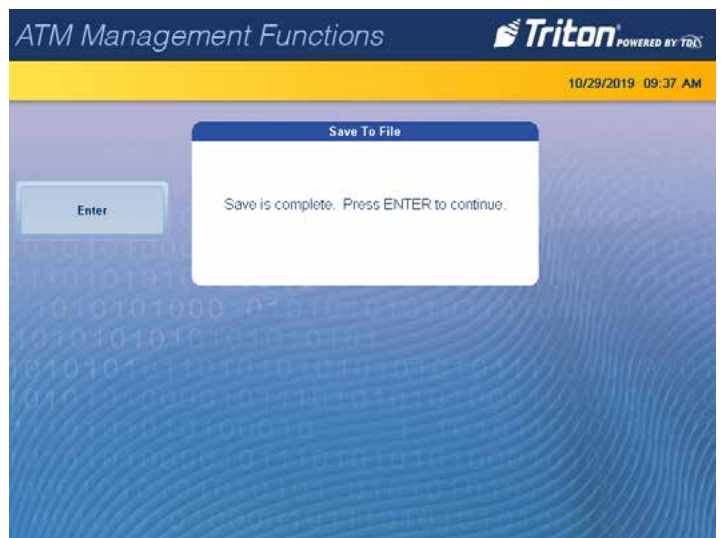 ATM Management Functions
Triton POWERED BY TDL
10/29/2019 09:37 AM
Save To File
Enter
Save is complete. Press ENTER to continue.